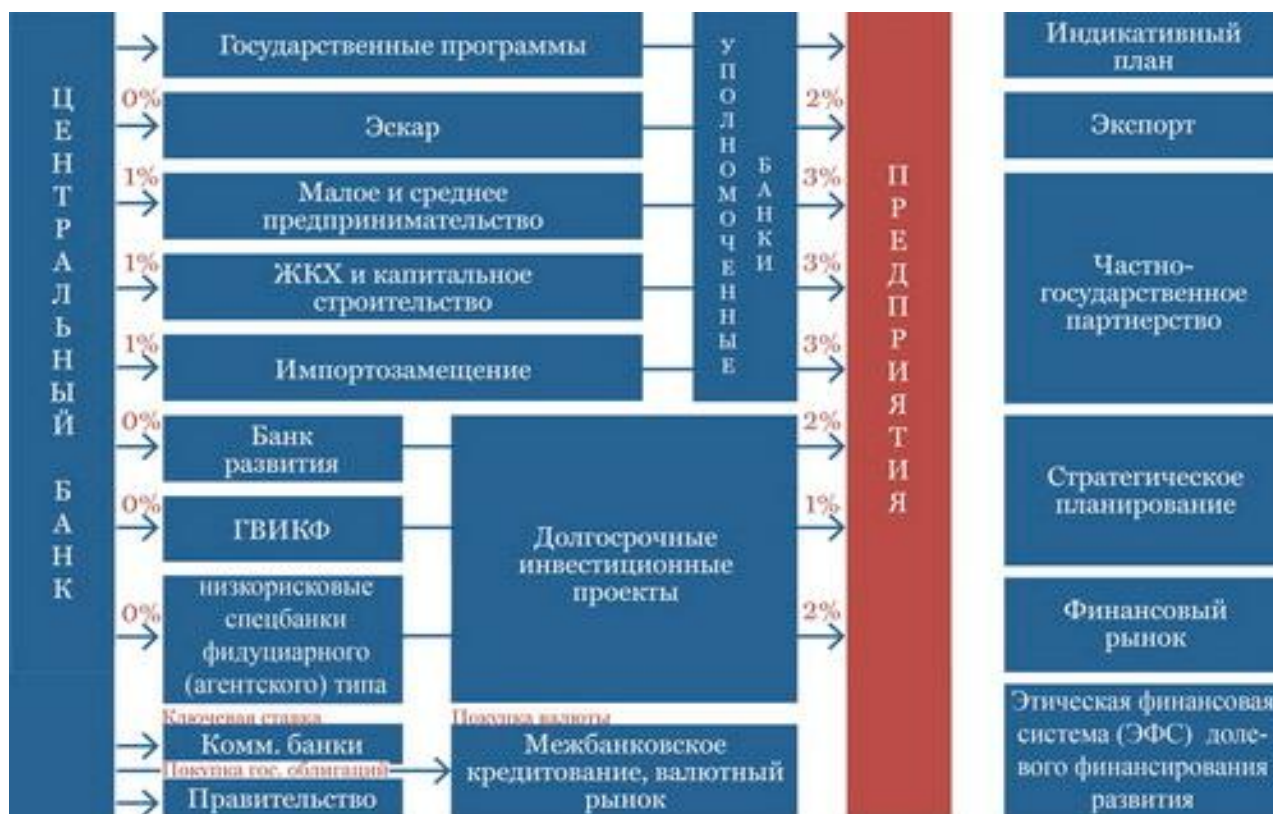 ЦЕНТРАЛЬНЫЙ БАНК
Государственные программы
0%
Эскар
1%
Малое и среднее
предпринимательство
1%
ЖКХ и капитальное
строительство
1%
Импортозамещение
УПОЛНОМОЧЕННЫЕ
БАНКИ
2%
3%
3%
3%
0%
Банк
развития
0%
ГВИКФ
0%
низкорисковые
спецбанки
фидуциарного
(агентского) типа
Долгосрочные
инвестиционные
проекты
2%
1%
2%
Ключевая ставка
Комм. банки
Покупка гос. облигаций
Правительство
Покупка валюты
Межбанковское
кредитование, валютный
рынок
ПРЕДПРИЯТИЯ
Индикативный
план
Экспорт
Частно-
государственное
партнерство
Стратегическое
планирование
Финансовый
рынок
Этическая финансовая
система (ЭФС) доле-
вого финансирования
развития